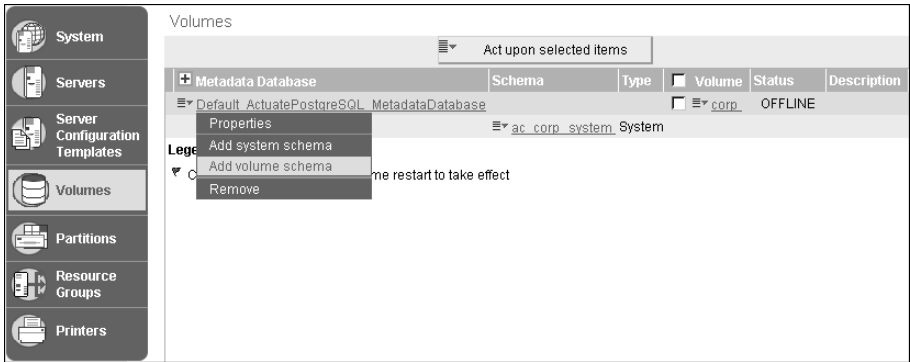 Volumes
System
Act upon selected items
Servers
Metadata Database Schema Type Volume Status Description
Default_ActuatePostgreSQL_MetadataDatabase corp OFFLINE
Server
Configuration
Templates
Properties
ac_corp_system System
Add system schema
Lege
Add volume schema
C me restart to take effect
Remove
Volumes
Partitions
Resource
Groups
Printers